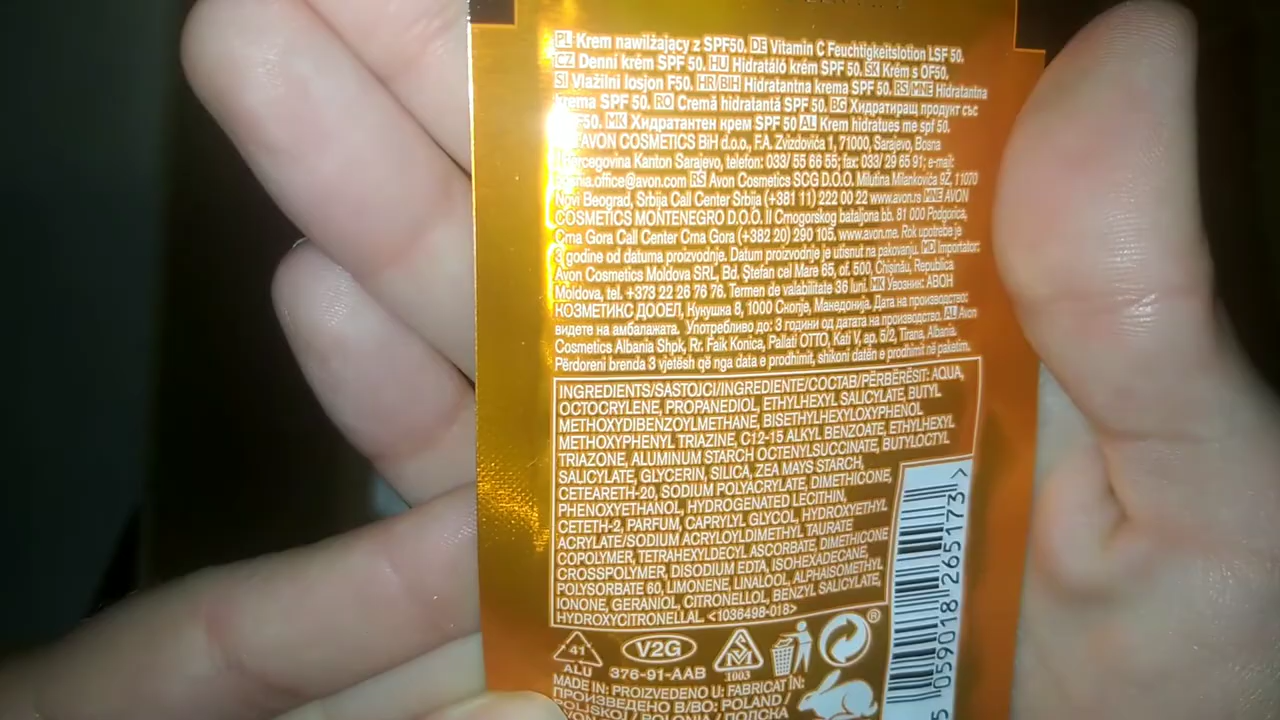 PL Krem nawilżający z SPF50. DE Vitamin C Feuchtigkeitslotion LSF 50.
CZ Denní krém SPF 50. HU Hidratáló krém SPF 50. SK Krém s OF50.
SI Vlažilni losjon F50. HR BIH Hidratantna krema SPF 50. RS MNE Hidratantna
krema SPF 50. RO Cremă hidratantă SPF 50. BG Хидратиращ продукт със
F50. MK Хидратантен крем SPF 50 AL Krem hidratues me spf 50.
AVON COSMETICS BiH d.o.o., F.A. Zvizdovića 1, 71000, Sarajevo, Bosna
Hercegovina Kanton Sarajevo, telefon: 033/ 55 66 55; fax: 033/ 29 65 91; e-mail:
bosnia.office@avon.com RS Avon Cosmetics SCG D.O.O. Milutina Milankovića 9Ž, 11070
Novi Beograd, Srbija Call Center Srbija (+381 11) 222 00 22 www.avon.rs MNE AVON
COSMETICS MONTENEGRO D.O.O. II Crnogorskog bataljona bb. 81 000 Podgorica,
Crna Gora Call Center Crna Gora (+382 20) 290 105. www.avon.me. Rok upotrebe je
3 godine od datuma proizvodnje. Datum proizvodnje je utisnut na pakovanju. MD Importator:
Avon Cosmetics Moldova SRL, Bd. Ştefan cel Mare 65, of. 500, Chişinău, Republica
Moldova, tel. +373 22 26 76 76. Termen de valabilitate 36 luni. MK Увозник: АВОН
КОЗМЕТИКС ДООЕЛ, Кукушка 8, 1000 Скопје, Македонија. Дата на производство:
видете на амбалажата. Употребливо до: 3 години од датата на производство. AL Avon
Cosmetics Albania Shpk, Rr. Faik Konica, Pallati OTTO, Kati V, ap. 5/2, Tirana, Albania.
Përdoreni brenda 3 vjetësh që nga data e prodhimit, shikoni datën e prodhimit në paketim.
INGREDIENTS/SASTOJCI/INGREDIENTE/СОСТАВ/PËRBËRËSIT: AQUA,
OCTOCRYLENE, PROPANEDIOL, ETHYLHEXYL SALICYLATE, BUTYL
METHOXYDIBENZOYLMETHANE, BISETHYLHEXYLOXYPHENOL
METHOXYPHENYL TRIAZINE, C12-15 ALKYL BENZOATE, ETHYLHEXYL
TRIAZONE, ALUMINUM STARCH OCTENYLSUCCINATE, BUTYLOCTYL
SALICYLATE, GLYCERIN, SILICA, ZEA MAYS STARCH,
CETEARETH-20, SODIUM POLYACRYLATE, DIMETHICONE,
PHENOXYETHANOL, HYDROGENATED LECITHIN,
CETETH-2, PARFUM, CAPRYLYL GLYCOL, HYDROXYETHYL
ACRYLATE/SODIUM ACRYLOYLDIMETHYL TAURATE
COPOLYMER, TETRAHEXYLDECYL ASCORBATE, DIMETHICONE
CROSSPOLYMER, DISODIUM EDTA, ISOHEXADECANE,
POLYSORBATE 60, LIMONENE, LINALOOL, ALPHAISOMETHYL
IONONE, GERANIOL, CITRONELLOL, BENZYL SALICYLATE,
HYDROXYCITRONELLAL. <1036498-018>
41 V2G SM ®
ALU 376-91-AAB 1003
5 059018 265173 >
MADE IN: PROIZVEDENO U: FABRICAT ÎN:
ПРОИЗВЕДЕНО В/ВО: POLAND /
POLJSKOJ / POLONIA / ПОЛСКА